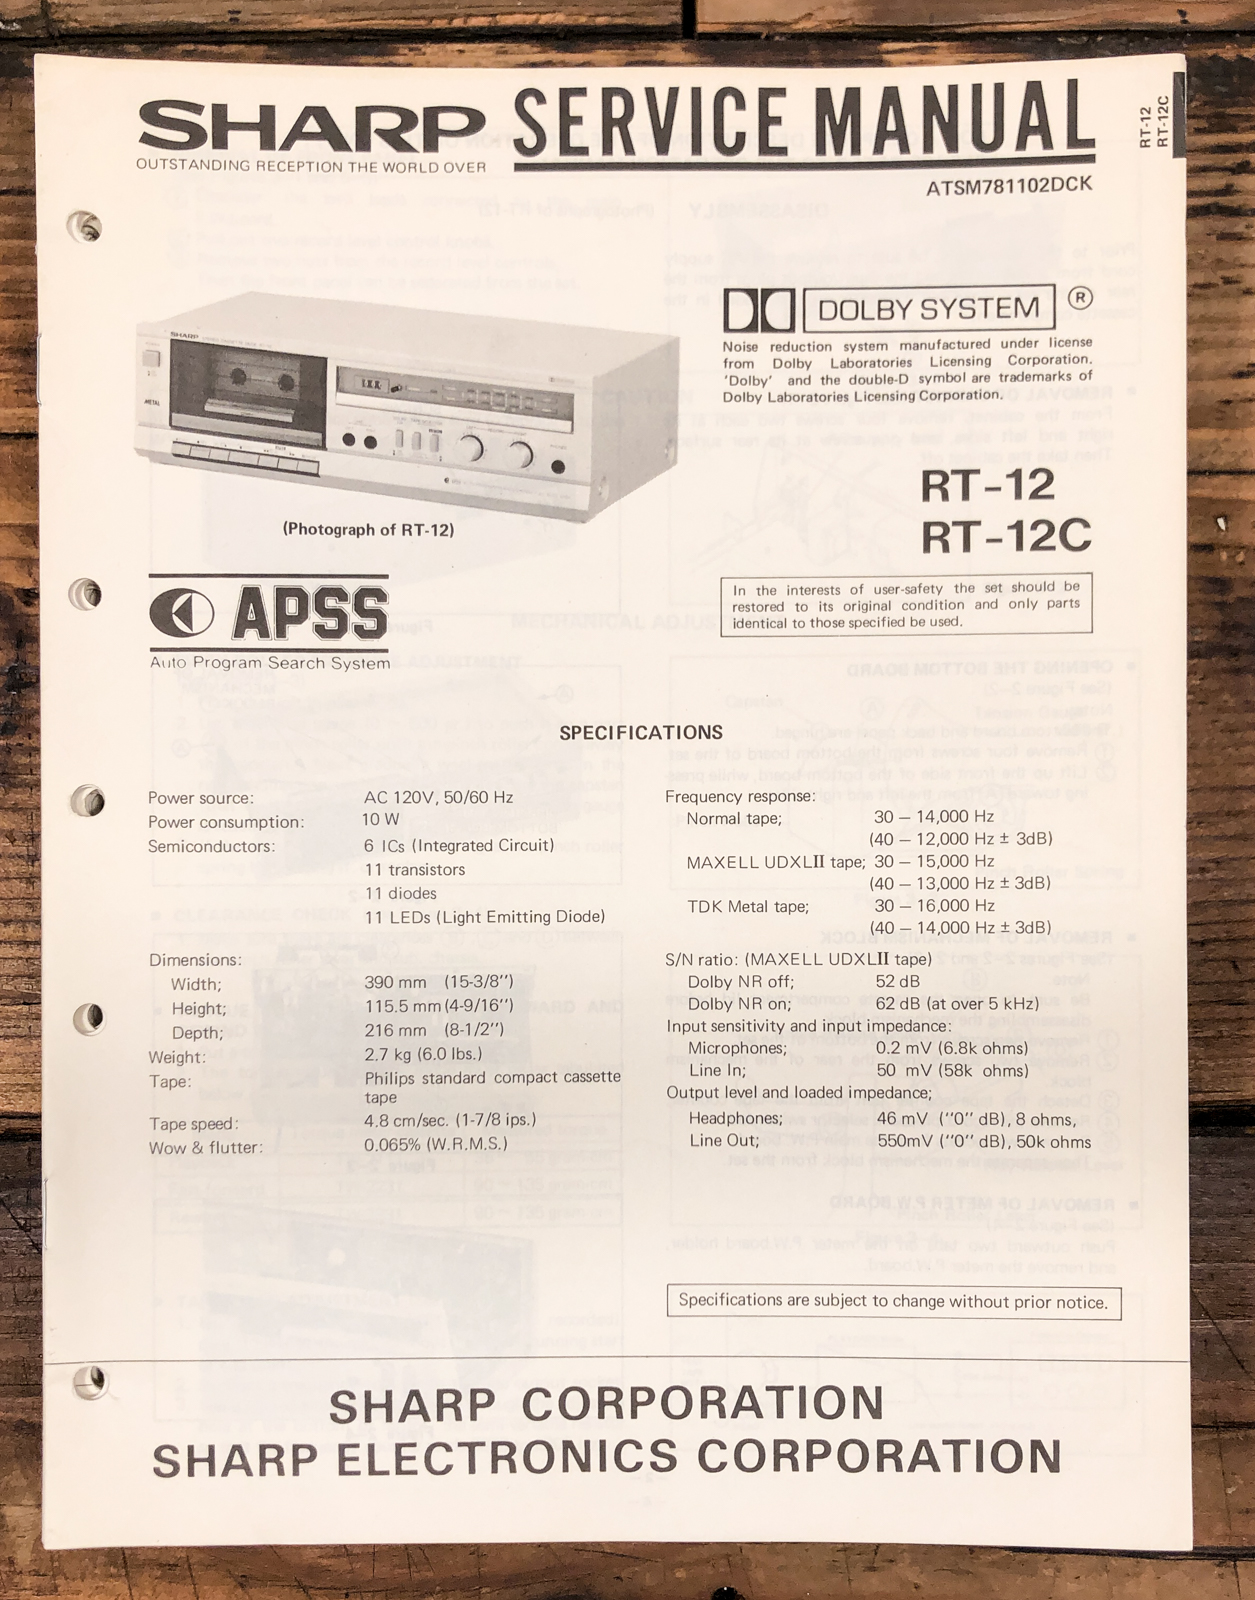 SHARP SERVICE MANUAL
OUTSTANDING RECEPTION THE WORLD OVER
RT-12
RT-12C
ATSM781102DCK
DOLBY SYSTEM ®
Noise reduction system manufactured under license
from Dolby Laboratories Licensing Corporation.
'Dolby' and the double-D symbol are trademarks of
Dolby Laboratories Licensing Corporation.
SHARP
METAL
(Photograph of RT-12)
RT-12
RT-12C
APSS
Auto Program Search System
In the interests of user-safety the set should be
restored to its original condition and only parts
identical to those specified be used.
SPECIFICATIONS
Power source: AC 120V, 50/60 Hz
Power consumption: 10 W
Semiconductors: 6 ICs (Integrated Circuit)
11 transistors
11 diodes
11 LEDs (Light Emitting Diode)
Dimensions:
Width; 390 mm (15-3/8'')
Height; 115.5 mm (4-9/16'')
Depth; 216 mm (8-1/2'')
Weight: 2.7 kg (6.0 lbs.)
Tape: Philips standard compact cassette
tape
Tape speed: 4.8 cm/sec. (1-7/8 ips.)
Wow & flutter: 0.065% (W.R.M.S.)
Frequency response:
Normal tape; 30 – 14,000 Hz
(40 – 12,000 Hz ± 3dB)
MAXELL UDXLII tape; 30 – 15,000 Hz
(40 – 13,000 Hz ± 3dB)
TDK Metal tape; 30 – 16,000 Hz
(40 – 14,000 Hz ± 3dB)
S/N ratio: (MAXELL UDXLII tape)
Dolby NR off; 52 dB
Dolby NR on; 62 dB (at over 5 kHz)
Input sensitivity and input impedance:
Microphones; 0.2 mV (6.8k ohms)
Line In; 50 mV (58k ohms)
Output level and loaded impedance;
Headphones; 46 mV (''0'' dB), 8 ohms,
Line Out; 550mV (''0'' dB), 50k ohms
Specifications are subject to change without prior notice.
SHARP CORPORATION
SHARP ELECTRONICS CORPORATION